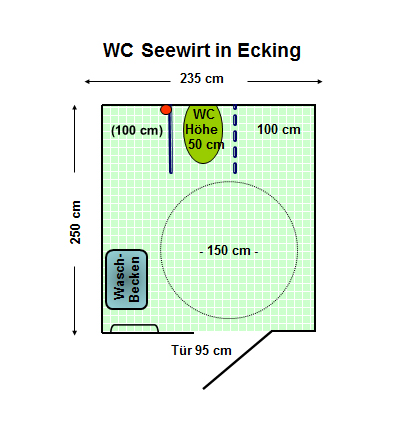 WC Seewirt in Ecking
235 cm
WC
Höhe
50 cm
(100 cm)
100 cm
250 cm
- 150 cm -
Wasch-
Becken
Tür 95 cm